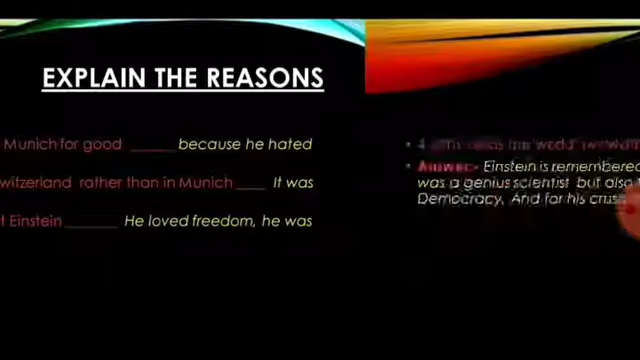 EXPLAIN THE REASONS
Munich for good ______ because he hated
witzerland rather than in Munich ____ It was
t Einstein _______ He loved freedom, he was
Answer:- Einstein is remembered
was a genius scientist but also
Democracy. And for his crus